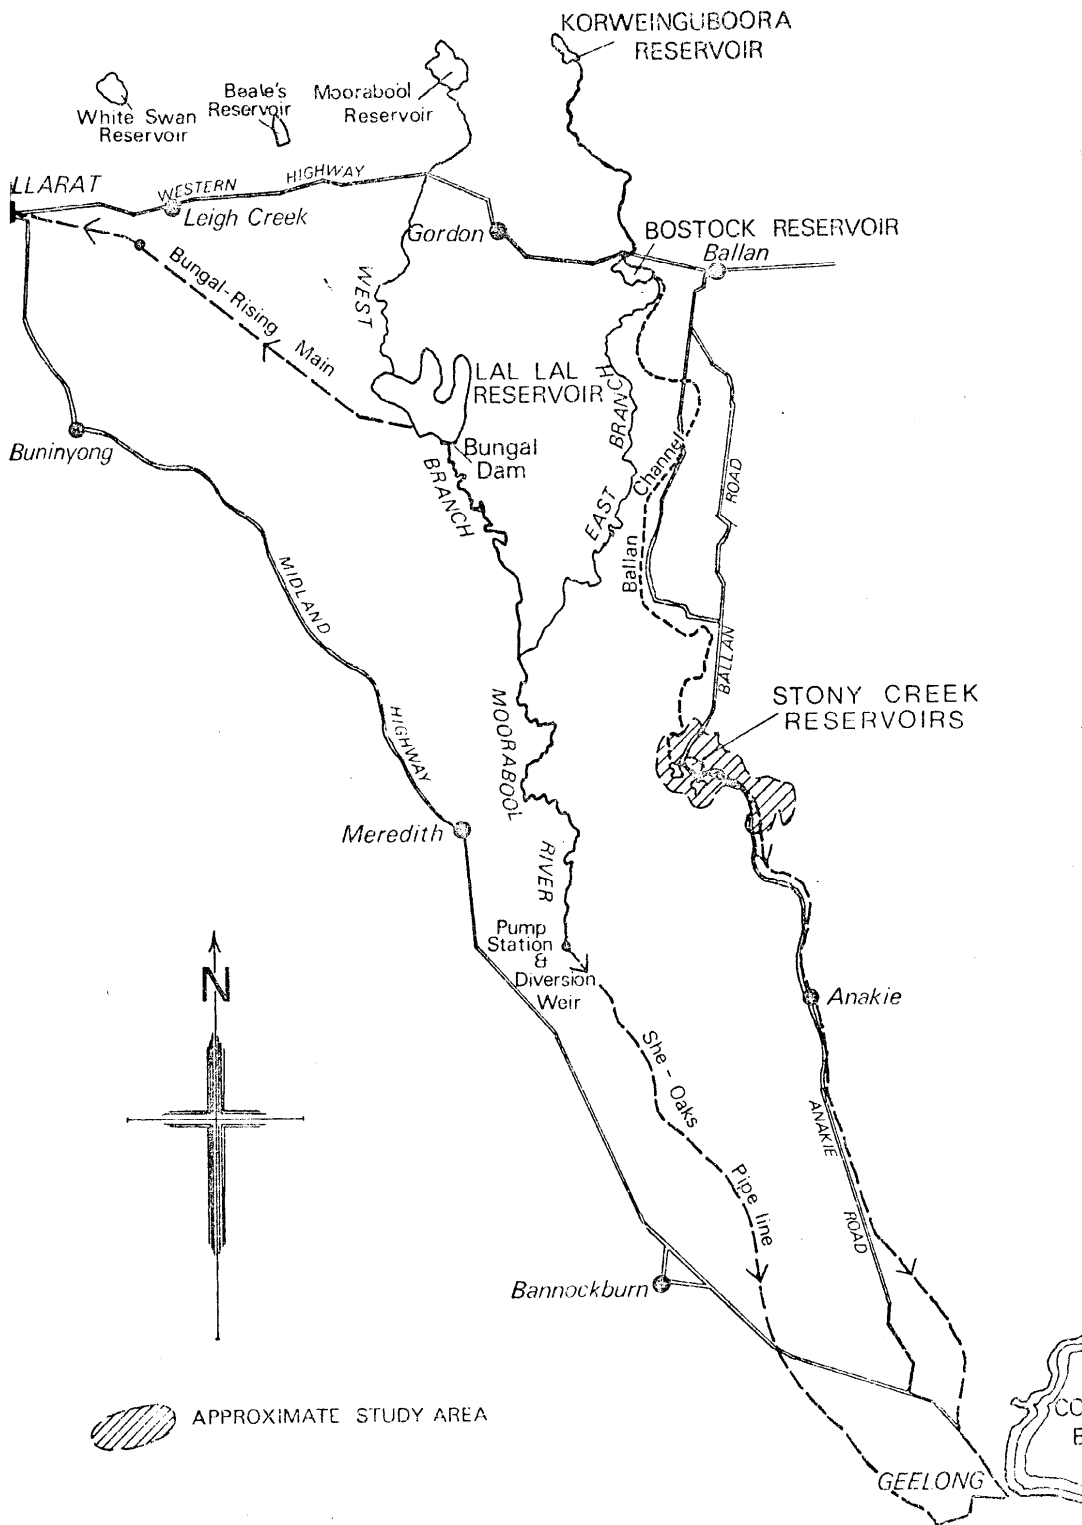 KORWEINGUBOORA
RESERVOIR
Beale's
Reservoir
Moorabool
Reservoir
White Swan
Reservoir
LLARAT
WESTERN
HIGHWAY
Leigh Creek
Gordon
BOSTOCK RESERVOIR
Ballan
Bungal-Rising
Main
WEST
LAL LAL
RESERVOIR
BRANCH
Buninyong
Bungal
Dam
BRANCH
EAST
Channel
Ballan
ROAD
BALLAN
MIDLAND
HIGHWAY
STONY CREEK
RESERVOIRS
MOORABOOL
RIVER
Meredith
Pump
Station
&
Diversion
Weir
N
Anakie
She-Oaks
Pipe line
ANAKIE
ROAD
Bannockburn
APPROXIMATE STUDY AREA
CO
B
GEELONG